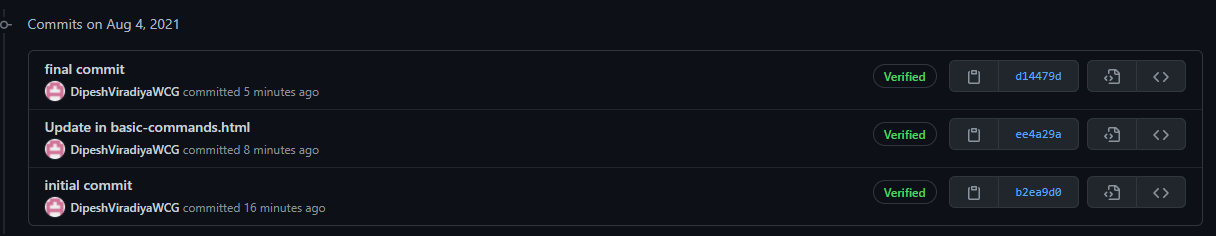 Commits on Aug 4, 2021
final commit
DipeshViradiyaWCG committed 5 minutes ago
Verified
d14479d
Update in basic-commands.html
DipeshViradiyaWCG committed 8 minutes ago
Verified
ee4a29a
initial commit
DipeshViradiyaWCG committed 16 minutes ago
Verified
b2ea9d0